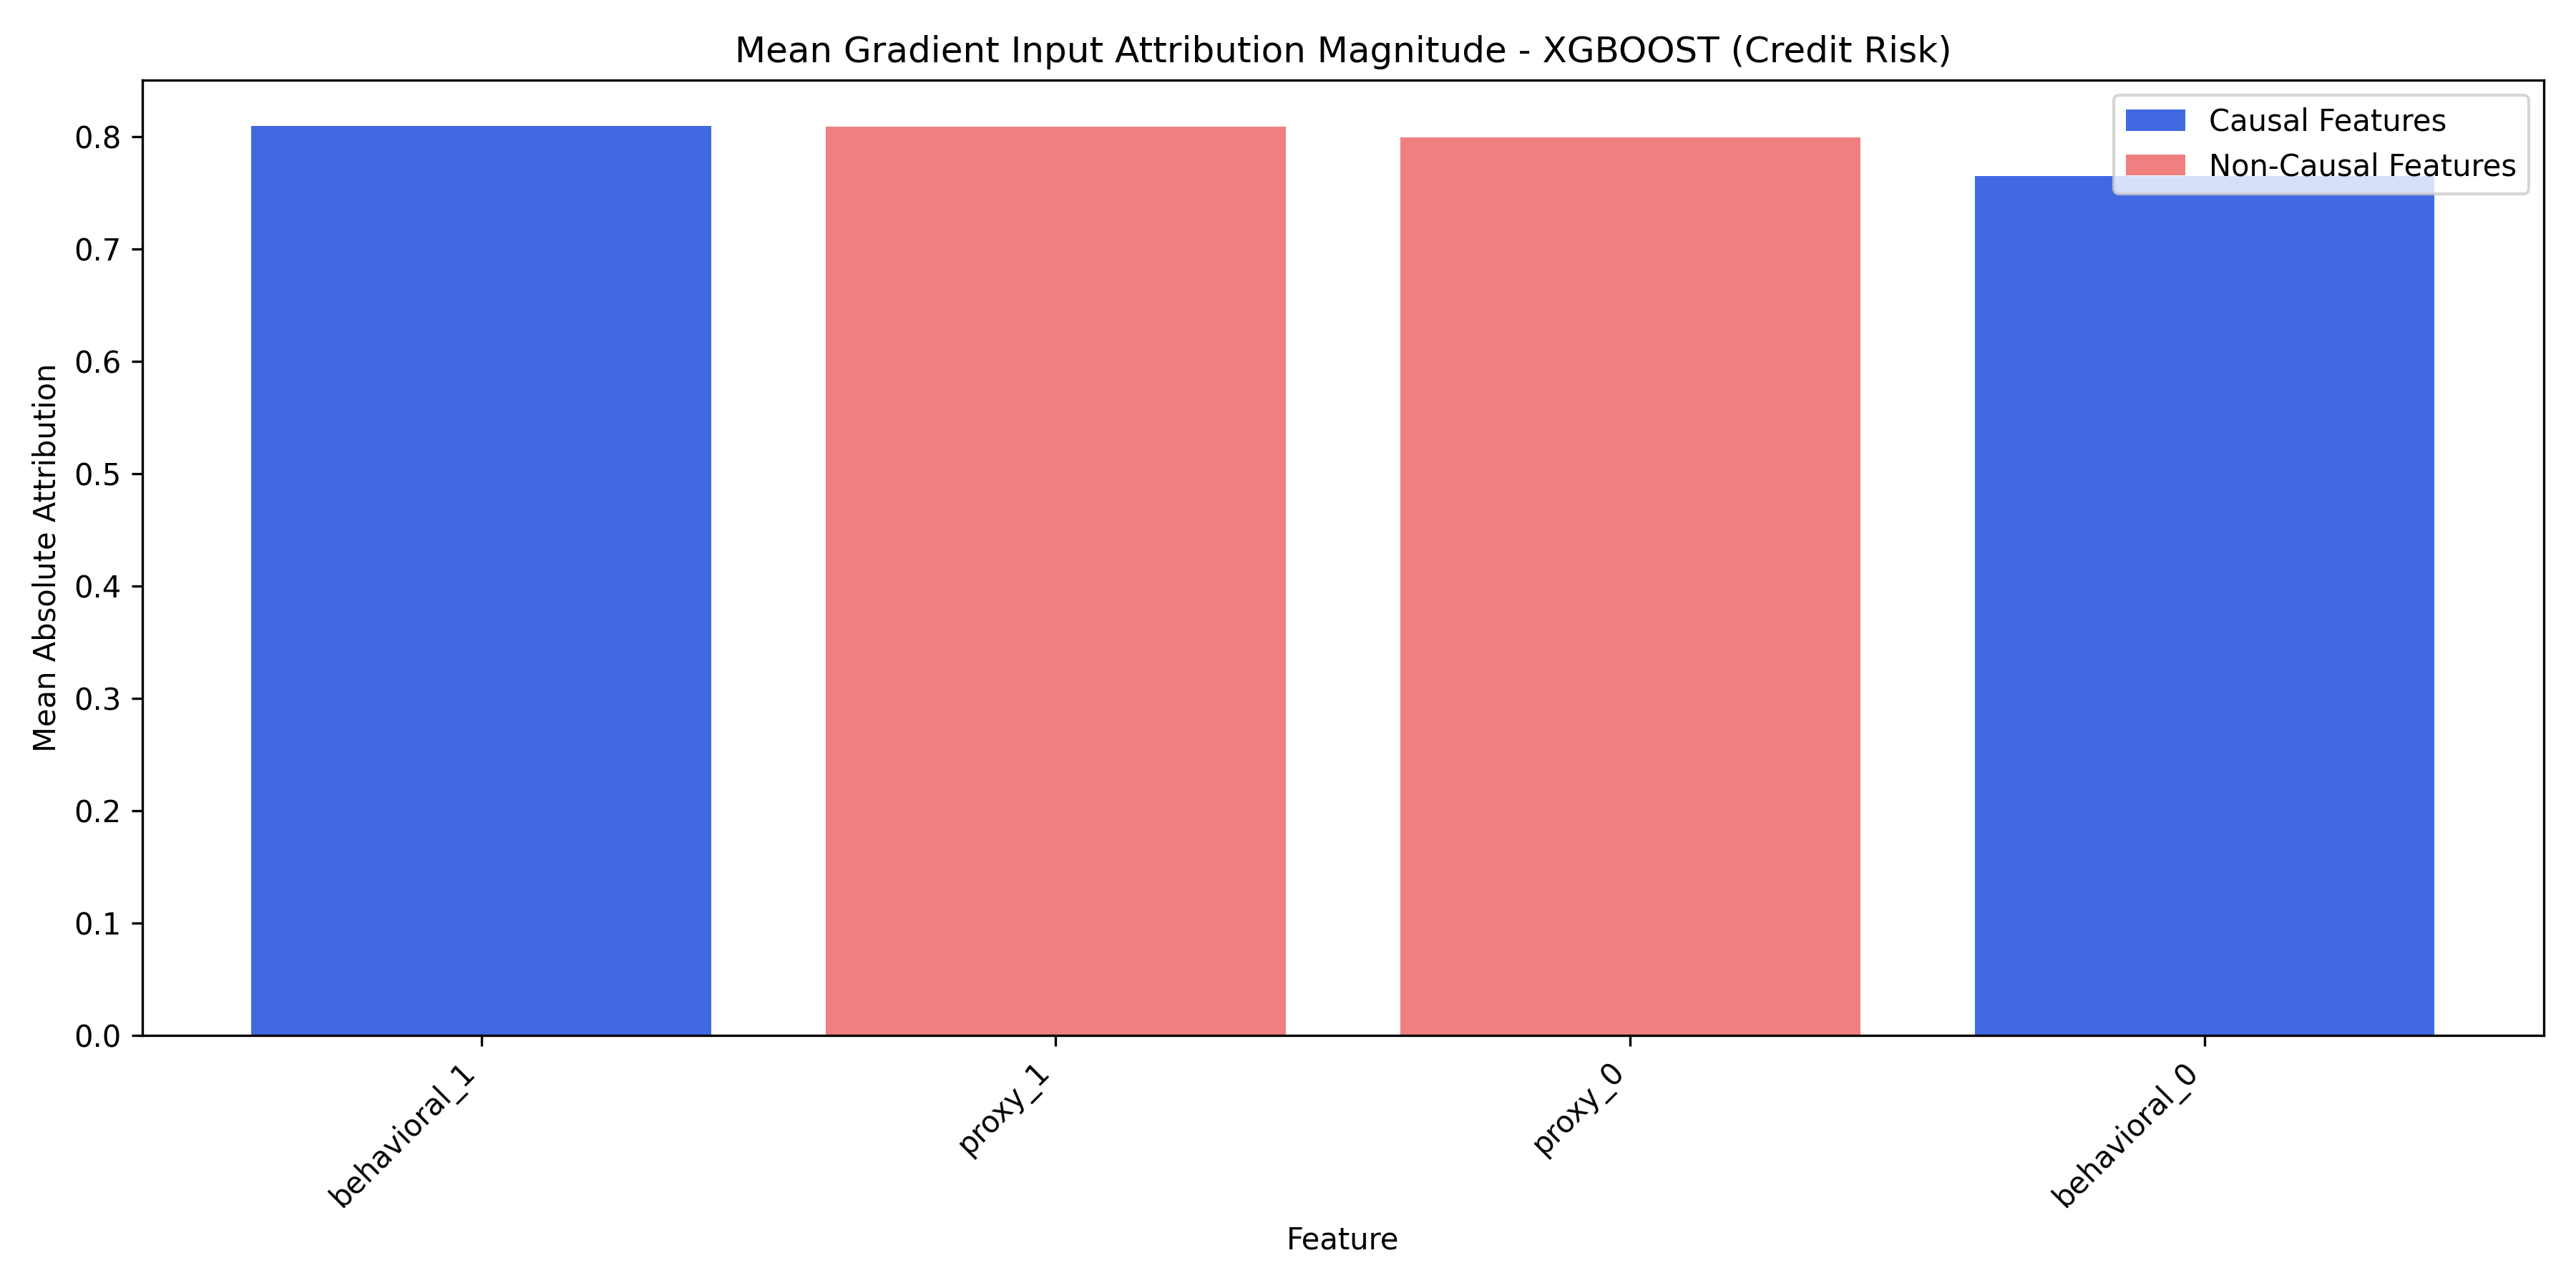 Mean Gradient Input Attribution Magnitude - XGBOOST (Credit Risk)
Causal Features
Non-Causal Features
Mean Absolute Attribution
0.8
0.7
0.6
0.5
0.4
0.3
0.2
0.1
0.0
behavioral_1
proxy_1
proxy_0
behavioral_0
Feature